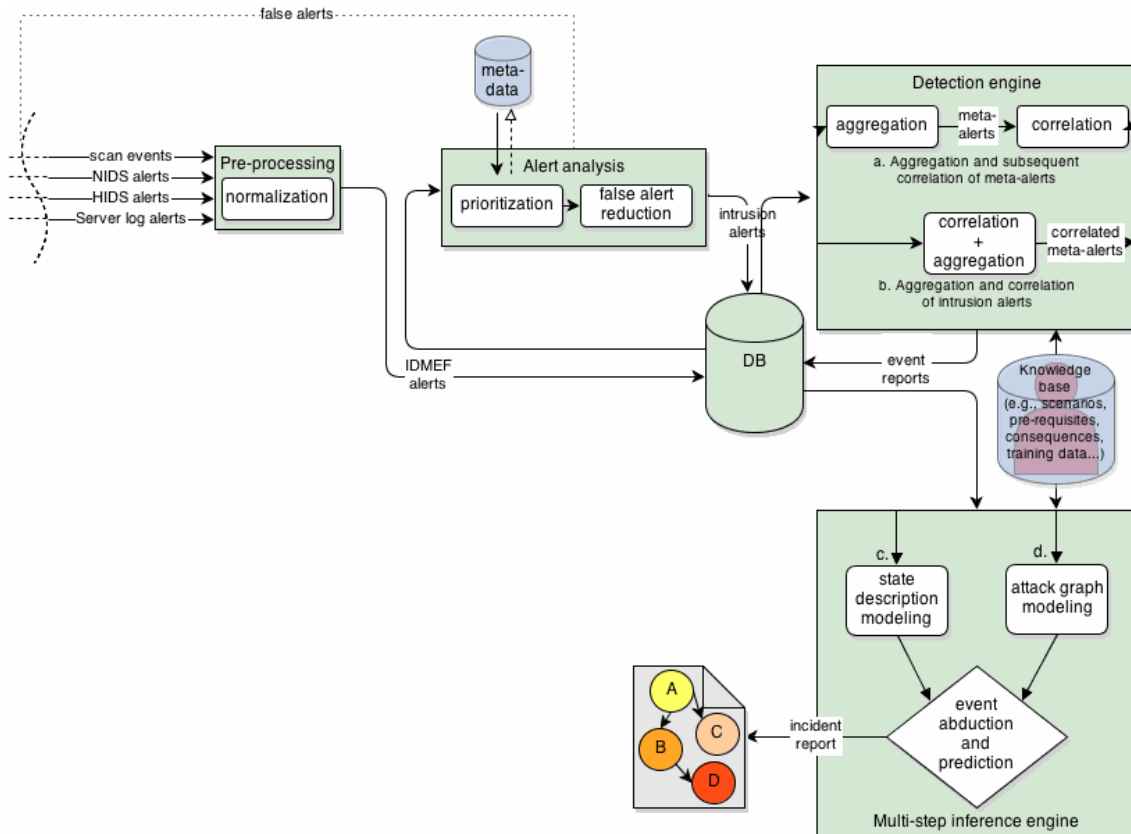 false alerts
meta-
data
Detection engine
aggregation
meta-
alerts
correlation
a. Aggregation and subsequent
correlation of meta-alerts
scan events
NIDS alerts
HIDS alerts
Server log alerts
Pre-processing
normalization
Alert analysis
prioritization
false alert
reduction
intrusion
alerts
correlation
+
aggregation
correlated
meta-alerts
b. Aggregation and correlation
of intrusion alerts
IDMEF
alerts
DB
event
reports
Knowledge
base
(e.g., scenarios,
pre-requisites,
consequences,
training data...)
c.
state
description
modeling
d.
attack graph
modeling
event
abduction
and
prediction
incident
report
A
B
C
D
Multi-step inference engine